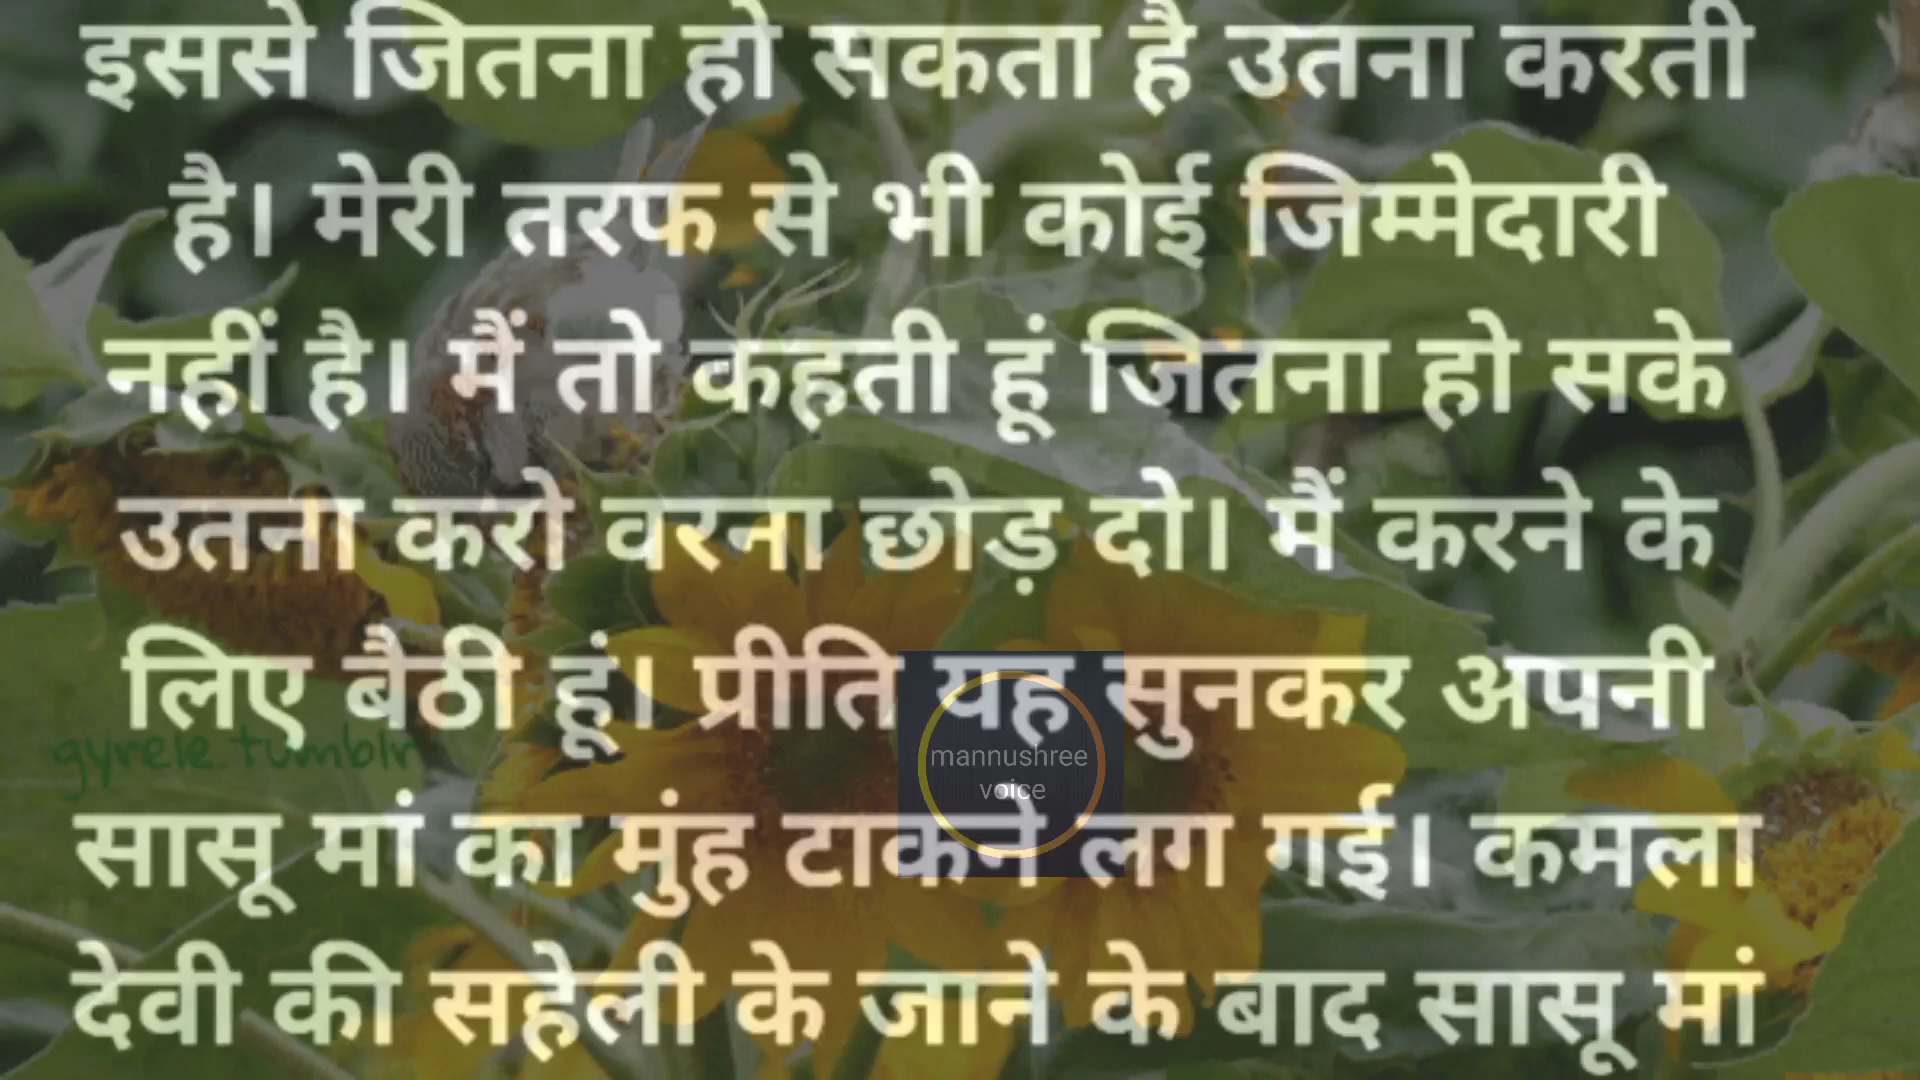 इससे जितना हो सकता है उतना करती
है। मेरी तरफ से भी कोई जिम्मेदारी
नहीं है। मैं तो कहती हूं जितना हो सके
उतना करो वरना छोड़ दो। मैं करने के
लिए बैठी हूं। प्रीति यह सुनकर अपनी
gyrele.tumblr
mannushree
voice
सासू मां का मुंह टाकने लग गई। कमला
देवी की सहेली के जाने के बाद सासू मां